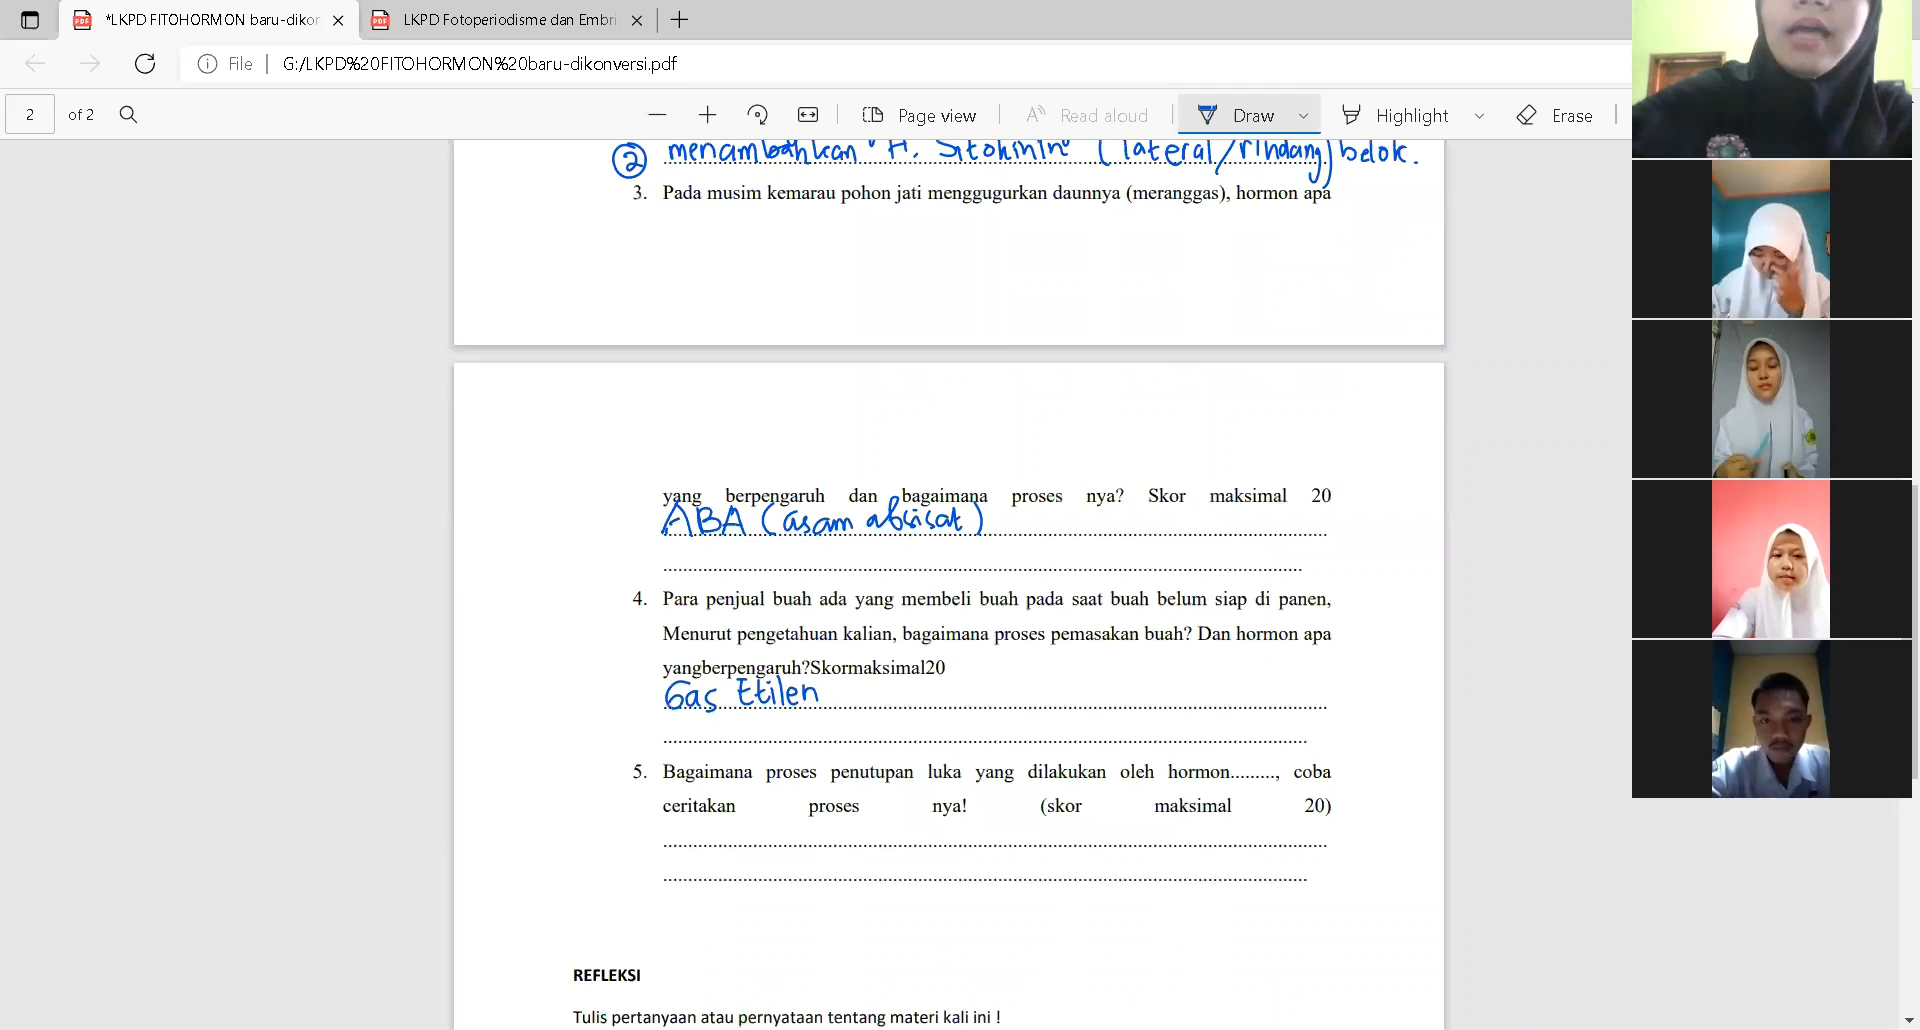 *LKPD FITOHORMON baru-dikon
LKPD Fotoperiodisme dan Embri
File
G:/LKPD%20FITOHORMON%20baru-dikonversi.pdf
2 of 2
Page view
Read aloud
Draw
Highlight
Erase
② menambahkan "H. Sitokinin" (lateral/rindang) belok.
3. Pada musim kemarau pohon jati menggugurkan daunnya (meranggas), hormon apa
yang berpengaruh dan bagaimana proses nya? Skor maksimal 20
ABA (asam absisat)
4. Para penjual buah ada yang membeli buah pada saat buah belum siap di panen,
Menurut pengetahuan kalian, bagaimana proses pemasakan buah? Dan hormon apa
yangberpengaruh?Skormaksimal20
Gas Etilen
5. Bagaimana proses penutupan luka yang dilakukan oleh hormon........., coba
ceritakan proses nya! (skor maksimal 20)
REFLEKSI
Tulis pertanyaan atau pernyataan tentang materi kali ini !